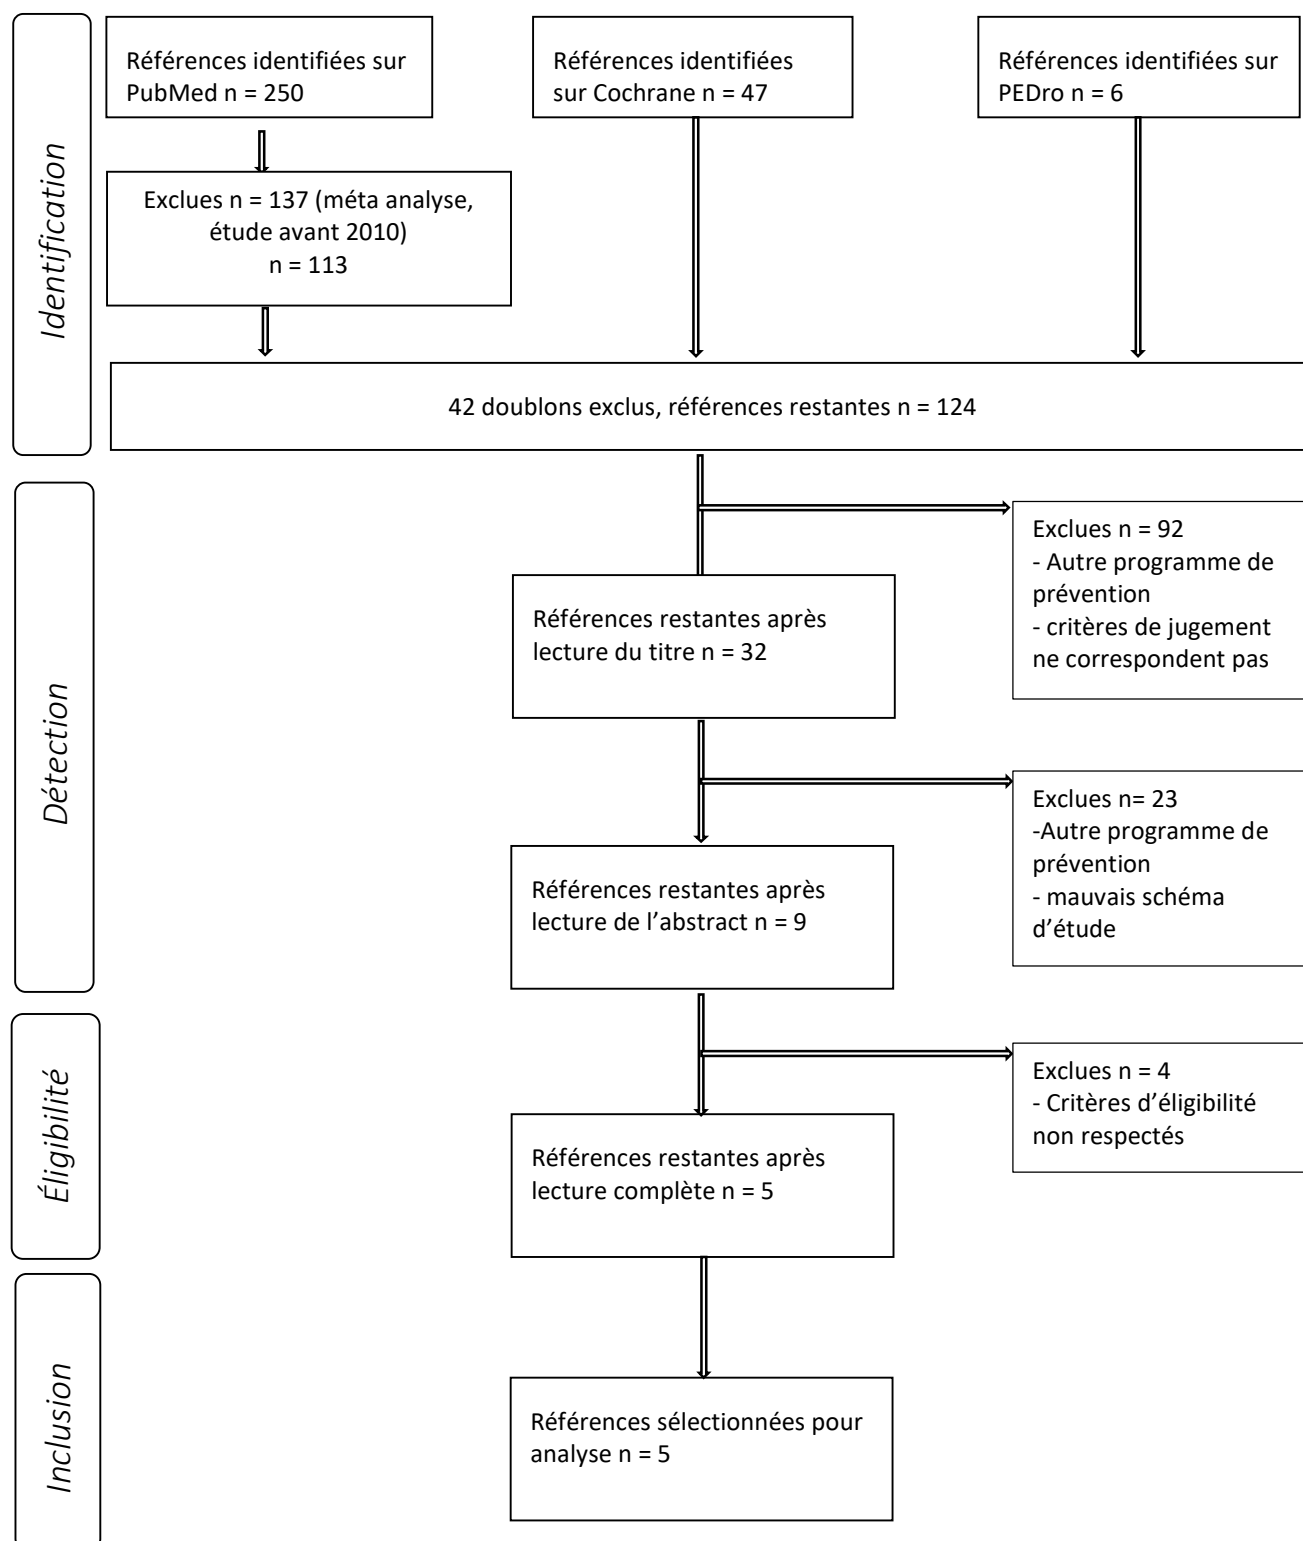 Identification
Références identifiées sur
PubMed n = 250
Références identifiées
sur Cochrane n = 47
Références identifiées sur
PEDro n = 6
Exclues n = 137 (méta analyse,
étude avant 2010)
n = 113
42 doublons exclus, références restantes n = 124
Détection
Exclues n = 92
- Autre programme de
prévention
- critères de jugement
ne correspondent pas
Références restantes après
lecture du titre n = 32
Exclues n= 23
-Autre programme de
prévention
- mauvais schéma
d’étude
Références restantes après
lecture de l’abstract n = 9
Éligibilité
Exclues n = 4
- Critères d’éligibilité
non respectés
Références restantes après
lecture complète n = 5
Inclusion
Références sélectionnées pour
analyse n = 5